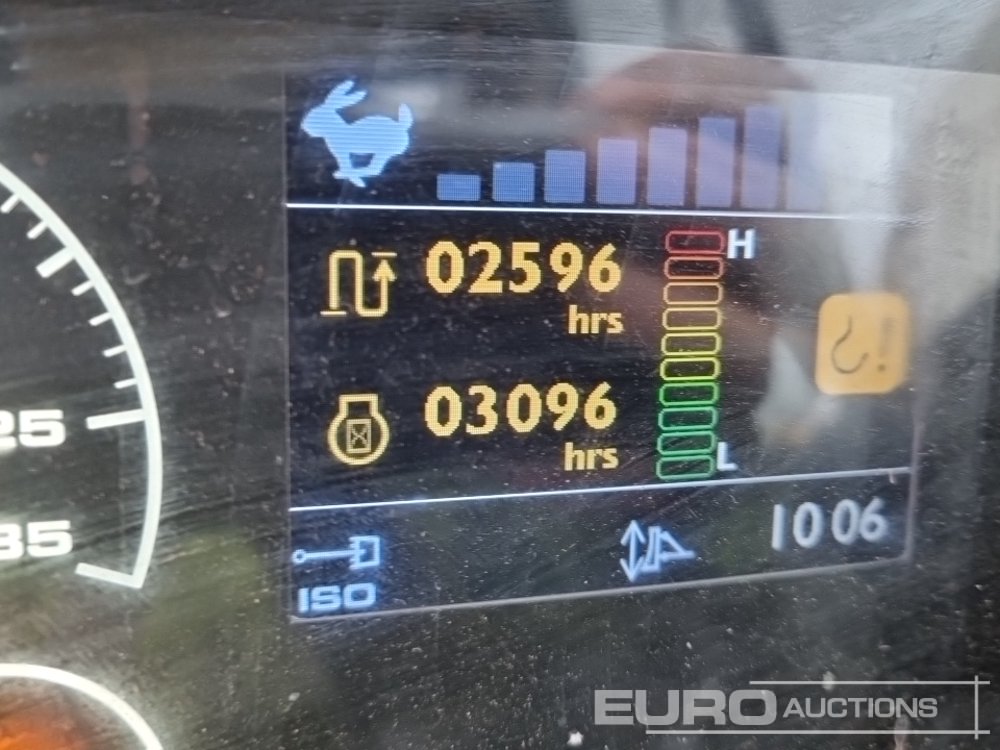 02596
H
hrs
03096
hrs
L
25
35
1006
ISO
EURO AUCTIONS